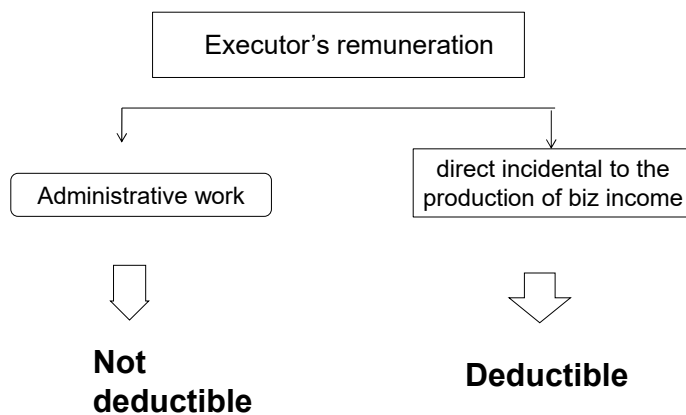 Executor’s remuneration
Administrative work
direct incidental to the
production of biz income
Not
deductible
Deductible